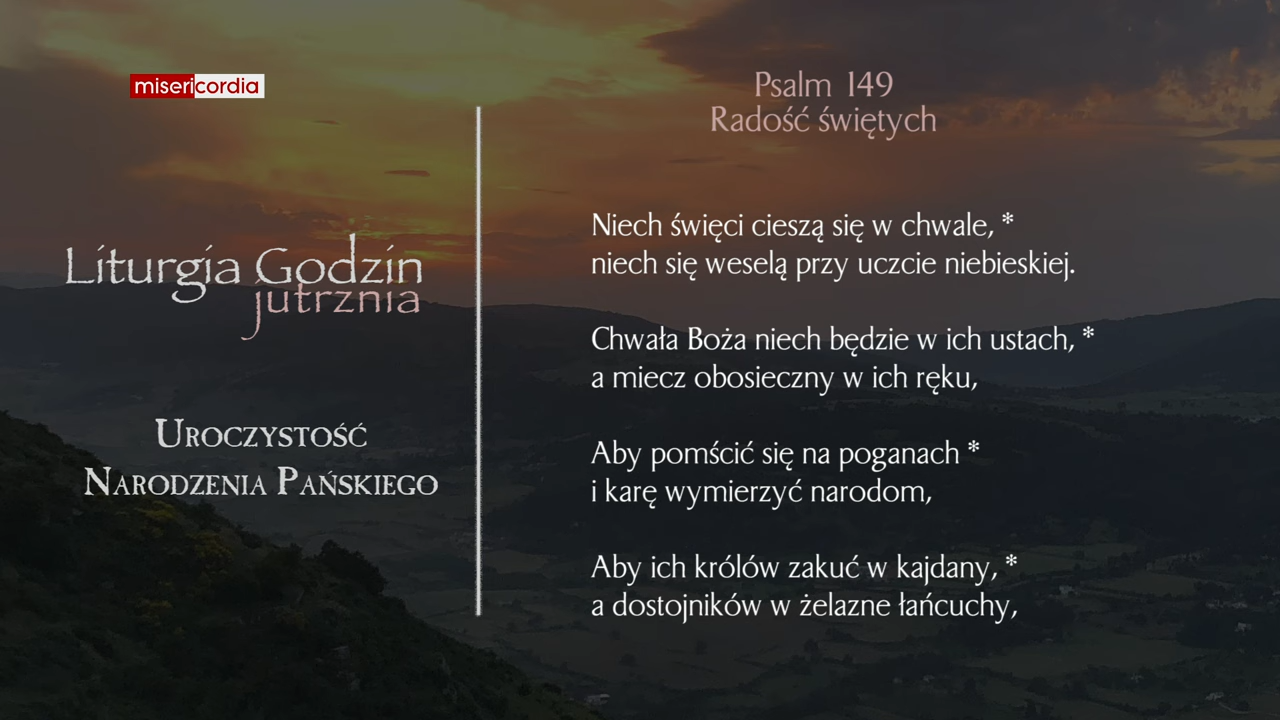 misericordia
Liturgia Godzin
jutrznia
Uroczystość
Narodzenia Pańskiego
Psalm 149
Radość świętych
Niech święci cieszą się w chwale, *
niech się weselą przy uczcie niebieskiej.
Chwała Boża niech będzie w ich ustach, *
a miecz obosieczny w ich ręku,
Aby pomścić się na poganach *
i karę wymierzyć narodom,
Aby ich królów zakuć w kajdany, *
a dostojników w żelazne łańcuchy,